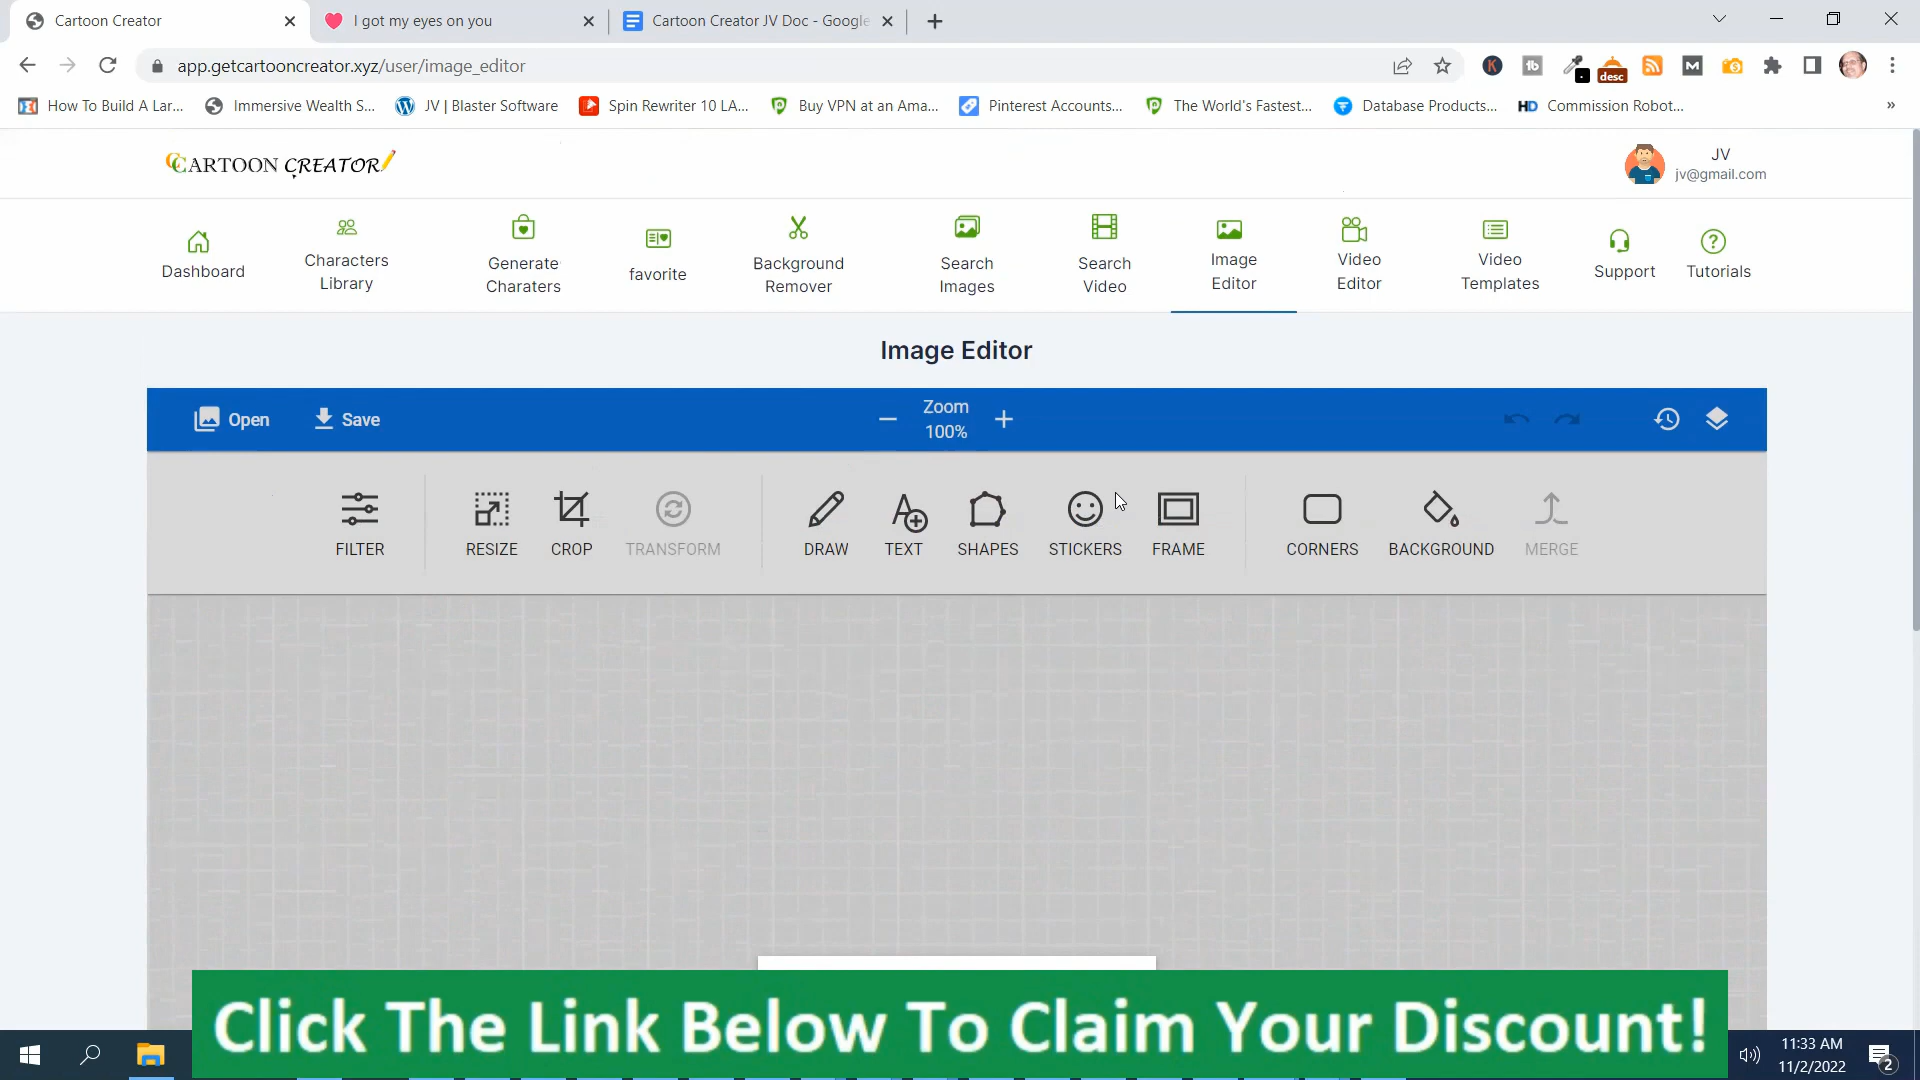 Cartoon Creator
I got my eyes on you
Cartoon Creator JV Doc - Google
app.getcartooncreator.xyz/user/image_editor
desc
How To Build A Lar...
Immersive Wealth S...
JV | Blaster Software
Spin Rewriter 10 LA...
Buy VPN at an Ama...
Pinterest Accounts...
The World's Fastest...
Database Products...
HD Commission Robot...
CARTOON CREATOR
JV
jv@gmail.com
Dashboard
Characters
Library
Generate
Charaters
favorite
Background
Remover
Search
Images
Search
Video
Image
Editor
Video
Editor
Video
Templates
Support
Tutorials
Image Editor
Open
Save
Zoom
100%
FILTER
RESIZE
CROP
TRANSFORM
DRAW
TEXT
SHAPES
STICKERS
FRAME
CORNERS
BACKGROUND
MERGE
Click The Link Below To Claim Your Discount!
11:33 AM
11/2/2022
2